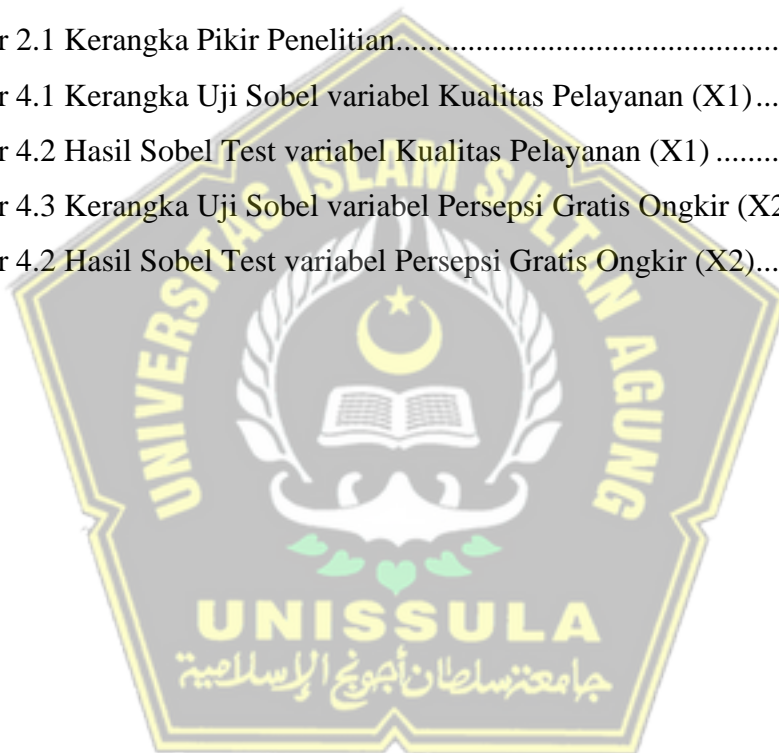 r 2.1 Kerangka Pikir Penelitian.......................................................
r 4.1 Kerangka Uji Sobel variabel Kualitas Pelayanan (X1)....
r 4.2 Hasil Sobel Test variabel Kualitas Pelayanan (X1) .........
r 4.3 Kerangka Uji Sobel variabel Persepsi Gratis Ongkir (X2
r 4.2 Hasil Sobel Test variabel Persepsi Gratis Ongkir (X2)....
UNIVERSITAS ISLAM SULTAN AGUNG
UNISSULA
جامعة سلطان أجونج الإسلامية